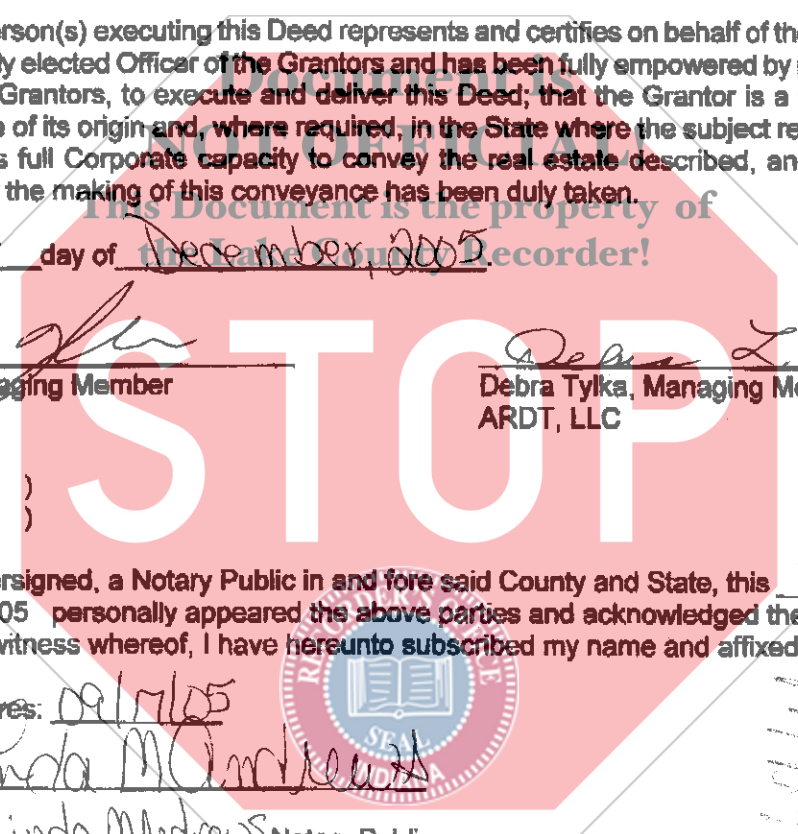 erson(s) executing this Deed represents and certifies on behalf of the
ly elected Officer of the Grantors and has been fully empowered by
Document is
Grantors, to execute and deliver this Deed; that the Grantor is a
e of its origin and, where required, in the State where the subject re
NOT OFFICIAL!
s full Corporate capacity to convey the real estate described, an
the making of this conveyance has been duly taken.
This Document is the property of
the Lake County Recorder!
day of December, 2005.
STOP
aging Member
Debra L.
Debra Tylka, Managing Me
ARDT, LLC
)
)
ersigned, a Notary Public in and fore said County and State, this
05 personally appeared the above parties and acknowledged the
witness whereof, I have hereunto subscribed my name and affixed
RECORDER'S OFFICE
SEAL
INDIANA
res: 09/17/05
nda M Andrews
Notary Public